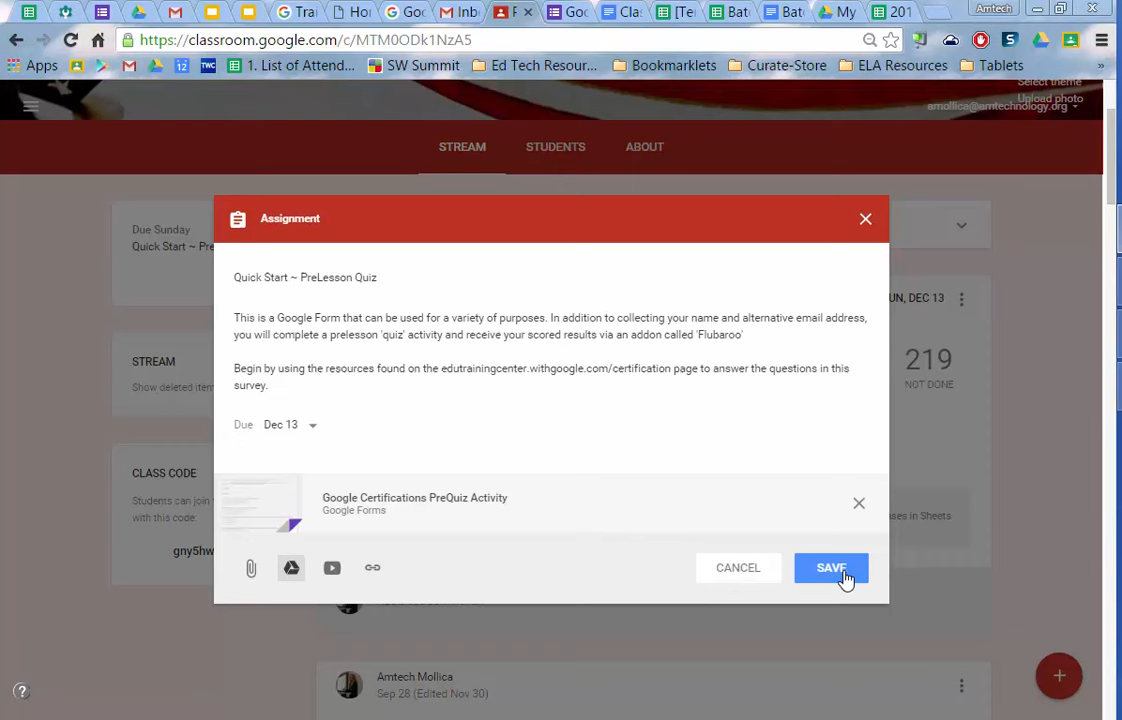 Tra
Ho
Goo
Inb
Goo
Clas
[Te
Bat
Bat
My
201
Amtech
https://classroom.google.com/c/MTM0ODk1NzA5
Apps
12
TWC
1. List of Attend...
SW Summit
Ed Tech Resour...
Bookmarklets
Curate-Store
ELA Resources
Tablets
»
Select theme
Upload photo
amollica@amtechnology.org
STREAM
STUDENTS
ABOUT
Due Sunday
Quick Start ~ Pre
UN, DEC 13
219
NOT DONE
STREAM
Show deleted iter
CLASS CODE
Students can join
with this code:
gny5hw
Assignment
Quick Start ~ PreLesson Quiz
This is a Google Form that can be used for a variety of purposes. In addition to collecting your name and alternative email address,
you will complete a prelesson 'quiz' activity and receive your scored results via an addon called 'Flubaroo'
Begin by using the resources found on the edutrainingcenter.withgoogle.com/certification page to answer the questions in this
survey.
Due Dec 13
Google Certifications PreQuiz Activity
Google Forms
CANCEL
SAVE
ses in Sheets
Amtech Mollica
Sep 28 (Edited Nov 30)
+
?